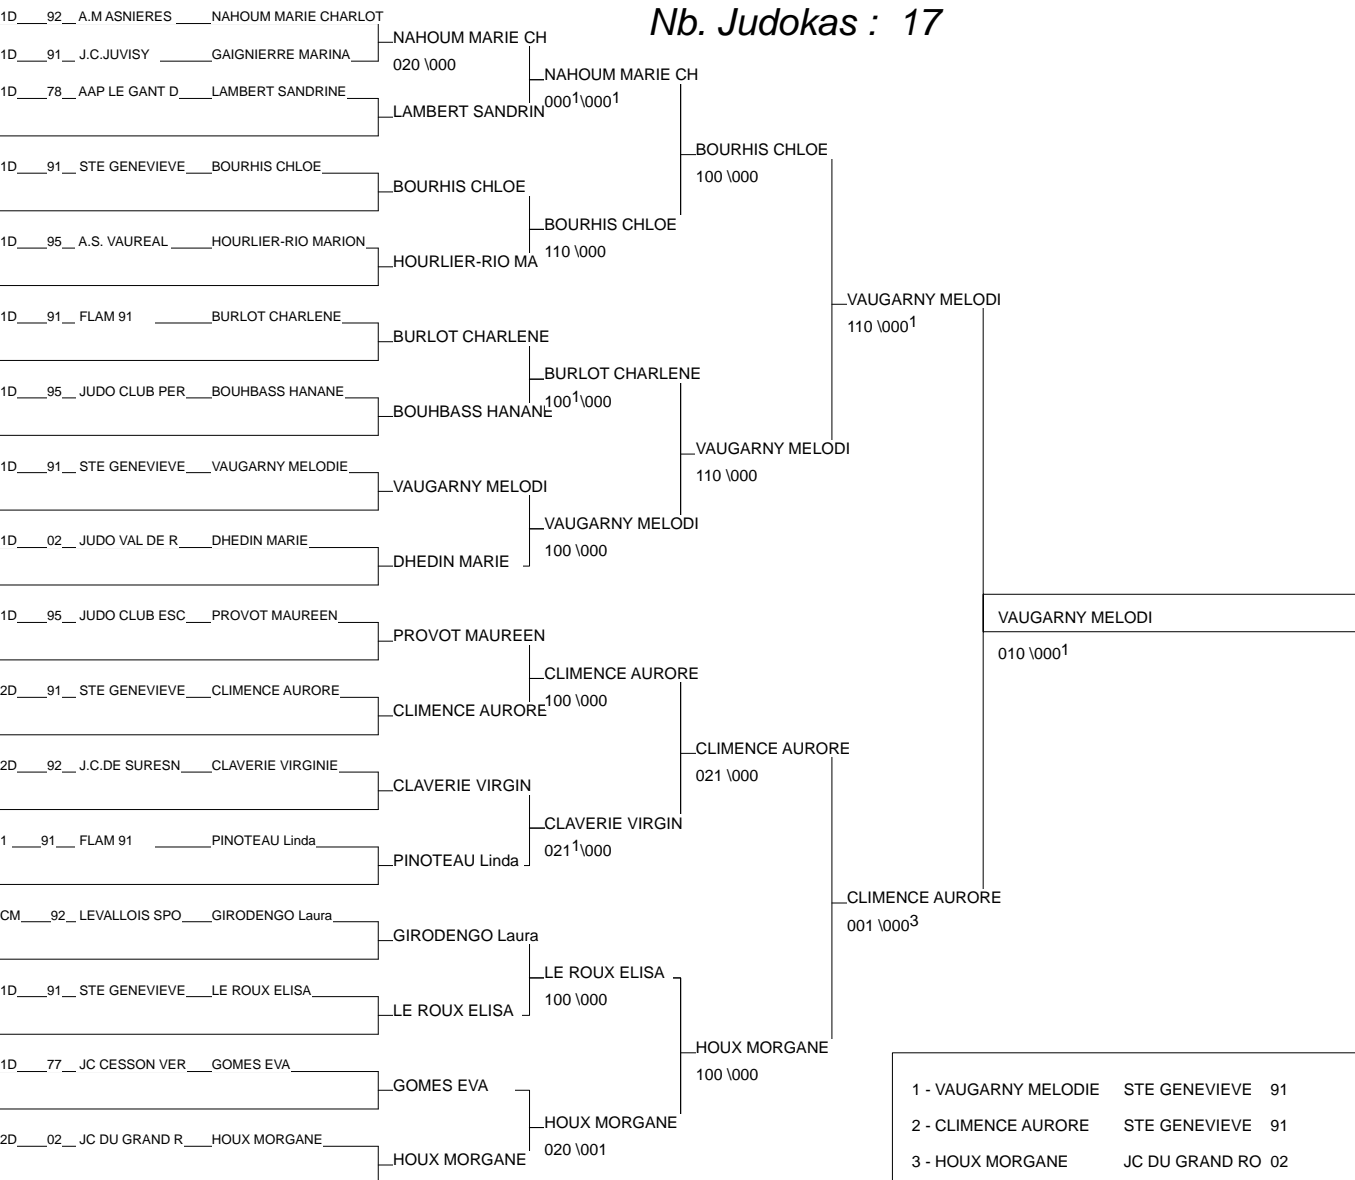 Nb. Judokas : 17
1D 92 A.M ASNIERES NAHOUM MARIE CHARLOT
NAHOUM MARIE CH
1D 91 J.C.JUVISY GAIGNIERRE MARINA
020 \000
NAHOUM MARIE CH
1D 78 AAP LE GANT D LAMBERT SANDRINE
0001\0001
LAMBERT SANDRIN
BOURHIS CHLOE
1D 91 STE GENEVIEVE BOURHIS CHLOE
100 \000
BOURHIS CHLOE
BOURHIS CHLOE
1D 95 A.S. VAUREAL HOURLIER-RIO MARION
110 \000
HOURLIER-RIO MA
VAUGARNY MELODI
1D 91 FLAM 91 BURLOT CHARLENE
110 \0001
BURLOT CHARLENE
BURLOT CHARLENE
1D 95 JUDO CLUB PER BOUHBASS HANANE
1001\000
BOUHBASS HANANE
VAUGARNY MELODI
1D 91 STE GENEVIEVE VAUGARNY MELODIE
110 \000
VAUGARNY MELODI
VAUGARNY MELODI
1D 02 JUDO VAL DE R DHEDIN MARIE
100 \000
DHEDIN MARIE
1D 95 JUDO CLUB ESC PROVOT MAUREEN
VAUGARNY MELODI
PROVOT MAUREEN
010 \0001
CLIMENCE AURORE
2D 91 STE GENEVIEVE CLIMENCE AURORE
100 \000
CLIMENCE AURORE
CLIMENCE AURORE
2D 92 J.C.DE SURESN CLAVERIE VIRGINIE
021 \000
CLAVERIE VIRGIN
CLAVERIE VIRGIN
1 91 FLAM 91 PINOTEAU Linda
0211\000
PINOTEAU Linda
CLIMENCE AURORE
CM 92 LEVALLOIS SPO GIRODENGO Laura
001 \0003
GIRODENGO Laura
LE ROUX ELISA
1D 91 STE GENEVIEVE LE ROUX ELISA
100 \000
LE ROUX ELISA
HOUX MORGANE
1D 77 JC CESSON VER GOMES EVA
100 \000
GOMES EVA
HOUX MORGANE
2D 02 JC DU GRAND R HOUX MORGANE
020 \001
HOUX MORGANE
1 - VAUGARNY MELODIE STE GENEVIEVE 91
2 - CLIMENCE AURORE STE GENEVIEVE 91
3 - HOUX MORGANE JC DU GRAND RO 02